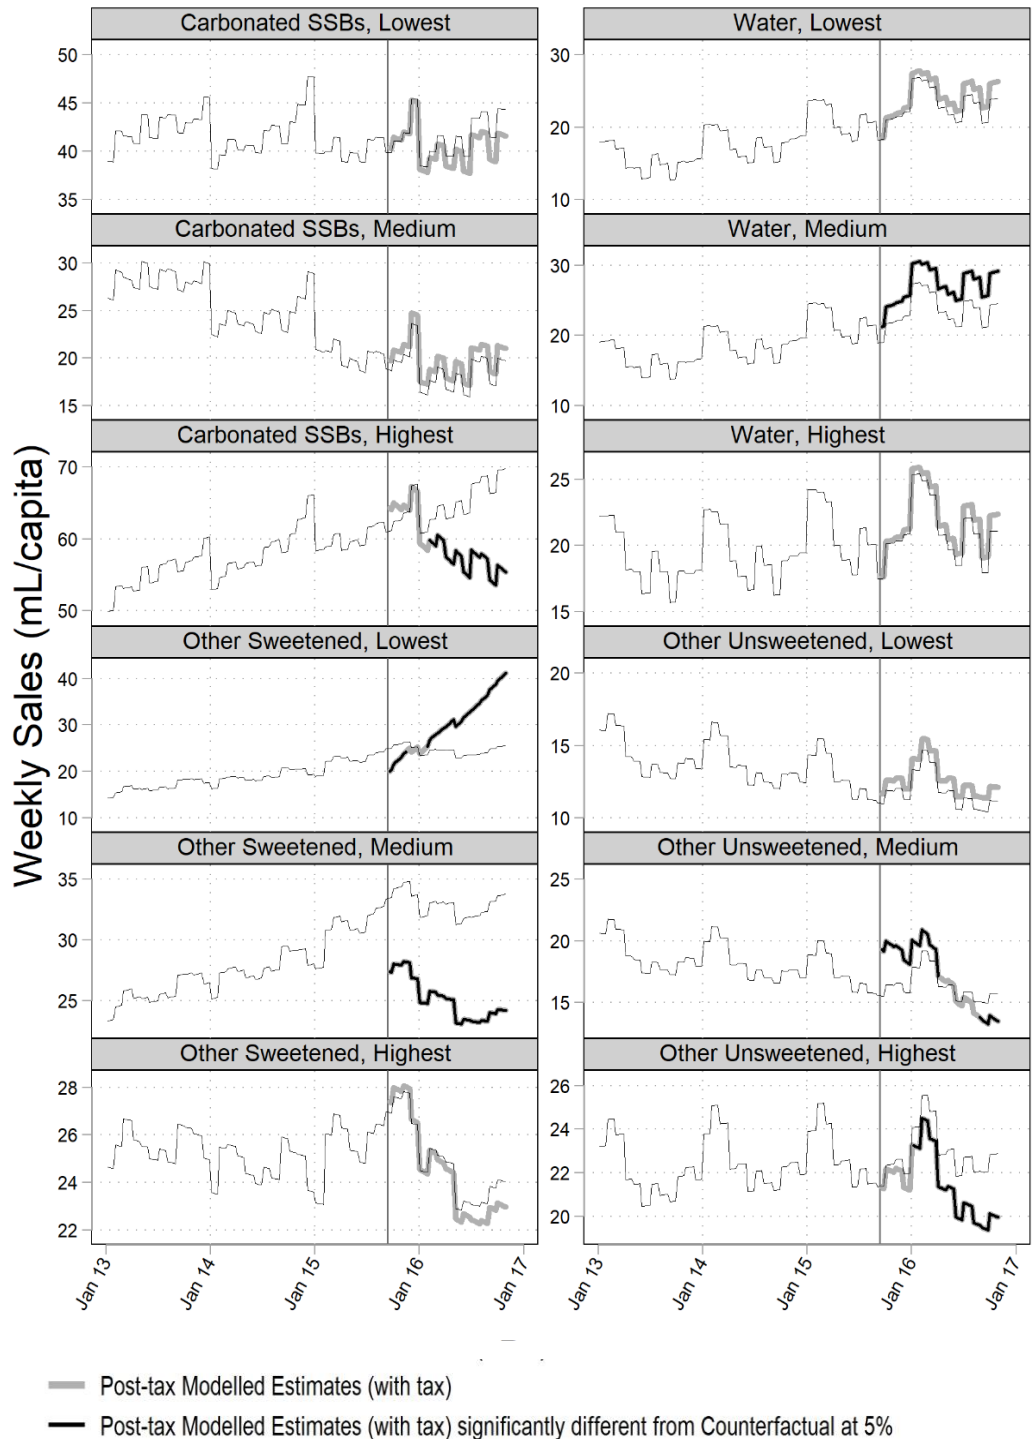 Carbonated SSBs, Lowest
50
45
40
35
Water, Lowest
30
20
10
Carbonated SSBs, Medium
30
25
20
15
Water, Medium
30
20
10
Carbonated SSBs, Highest
70
60
50
Water, Highest
25
20
15
Other Sweetened, Lowest
40
30
20
10
Other Unsweetened, Lowest
20
15
10
Other Sweetened, Medium
35
30
25
Other Unsweetened, Medium
25
20
15
Other Sweetened, Highest
28
26
24
22
Other Unsweetened, Highest
26
24
22
20
Weekly Sales (mL/capita)
Jan 13
Jan 14
Jan 15
Jan 16
Jan 17
Jan 13
Jan 14
Jan 15
Jan 16
Jan 17
Post-tax Modelled Estimates (with tax)
Post-tax Modelled Estimates (with tax) significantly different from Counterfactual at 5%